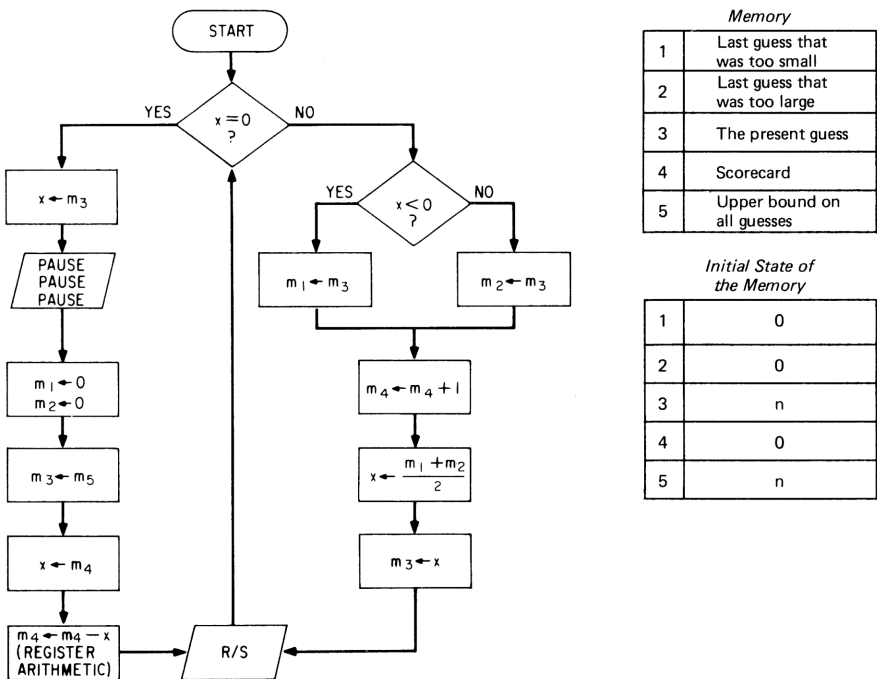 START
YES
x = 0
?
NO
x ← m3
YES
x < 0
?
NO
PAUSE
PAUSE
PAUSE
m1 ← m3
m2 ← m3
m1 ← 0
m2 ← 0
m4 ← m4 + 1
m3 ← m5
x ← m1 + m2
2
x ← m4
m3 ← x
m4 ← m4 − x
(REGISTER
ARITHMETIC)
R/S
Memory
1 Last guess that
was too small
2 Last guess that
was too large
3 The present guess
4 Scorecard
5 Upper bound on
all guesses
Initial State of
the Memory
1 0
2 0
3 n
4 0
5 n